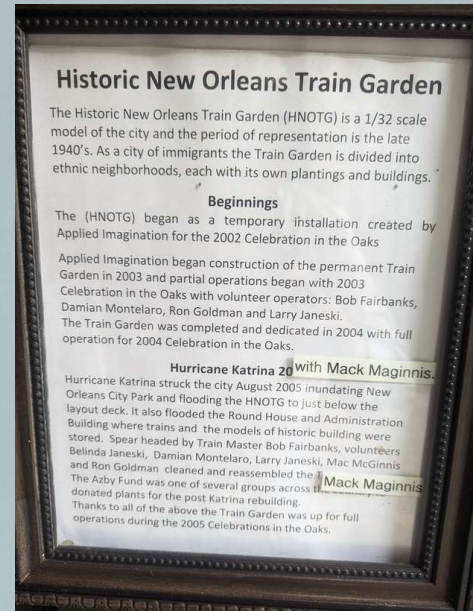 Historic New Orleans Train Garden
The Historic New Orleans Train Garden (HNOTG) is a 1/32 scale
model of the city and the period of representation is the late
1940's. As a city of immigrants the Train Garden is divided into
ethnic neighborhoods, each with its own plantings and buildings.
Beginnings
The (HNOTG) began as a temporary installation created by
Applied Imagination for the 2002 Celebration in the Oaks
Applied Imagination began construction of the permanent Train
Garden in 2003 and partial operations began with 2003
Celebration in the Oaks with volunteer operators: Bob Fairbanks,
Damian Montelaro, Ron Goldman and Larry Janeski.
The Train Garden was completed and dedicated in 2004 with full
operation for 2004 Celebration in the Oaks.
Hurricane Katrina 20 with Mack Maginnis.
Hurricane Katrina struck the city August 2005 inundating New
Orleans City Park and flooding the HNOTG to just below the
layout deck. It also flooded the Round House and Administration
Building where trains and the models of historic building were
stored. Spear headed by Train Master Bob Fairbanks, volunteers
Belinda Janeski, Damian Montelaro, Larry Janeski, Mac McGinnis
and Ron Goldman cleaned and reassembled the
Mack Maginnis
The Azby Fund was one of several groups across
donated plants for the post Katrina rebuilding.
Thanks to all of the above the Train Garden was up for full
operations during the 2005 Celebrations in the Oaks.